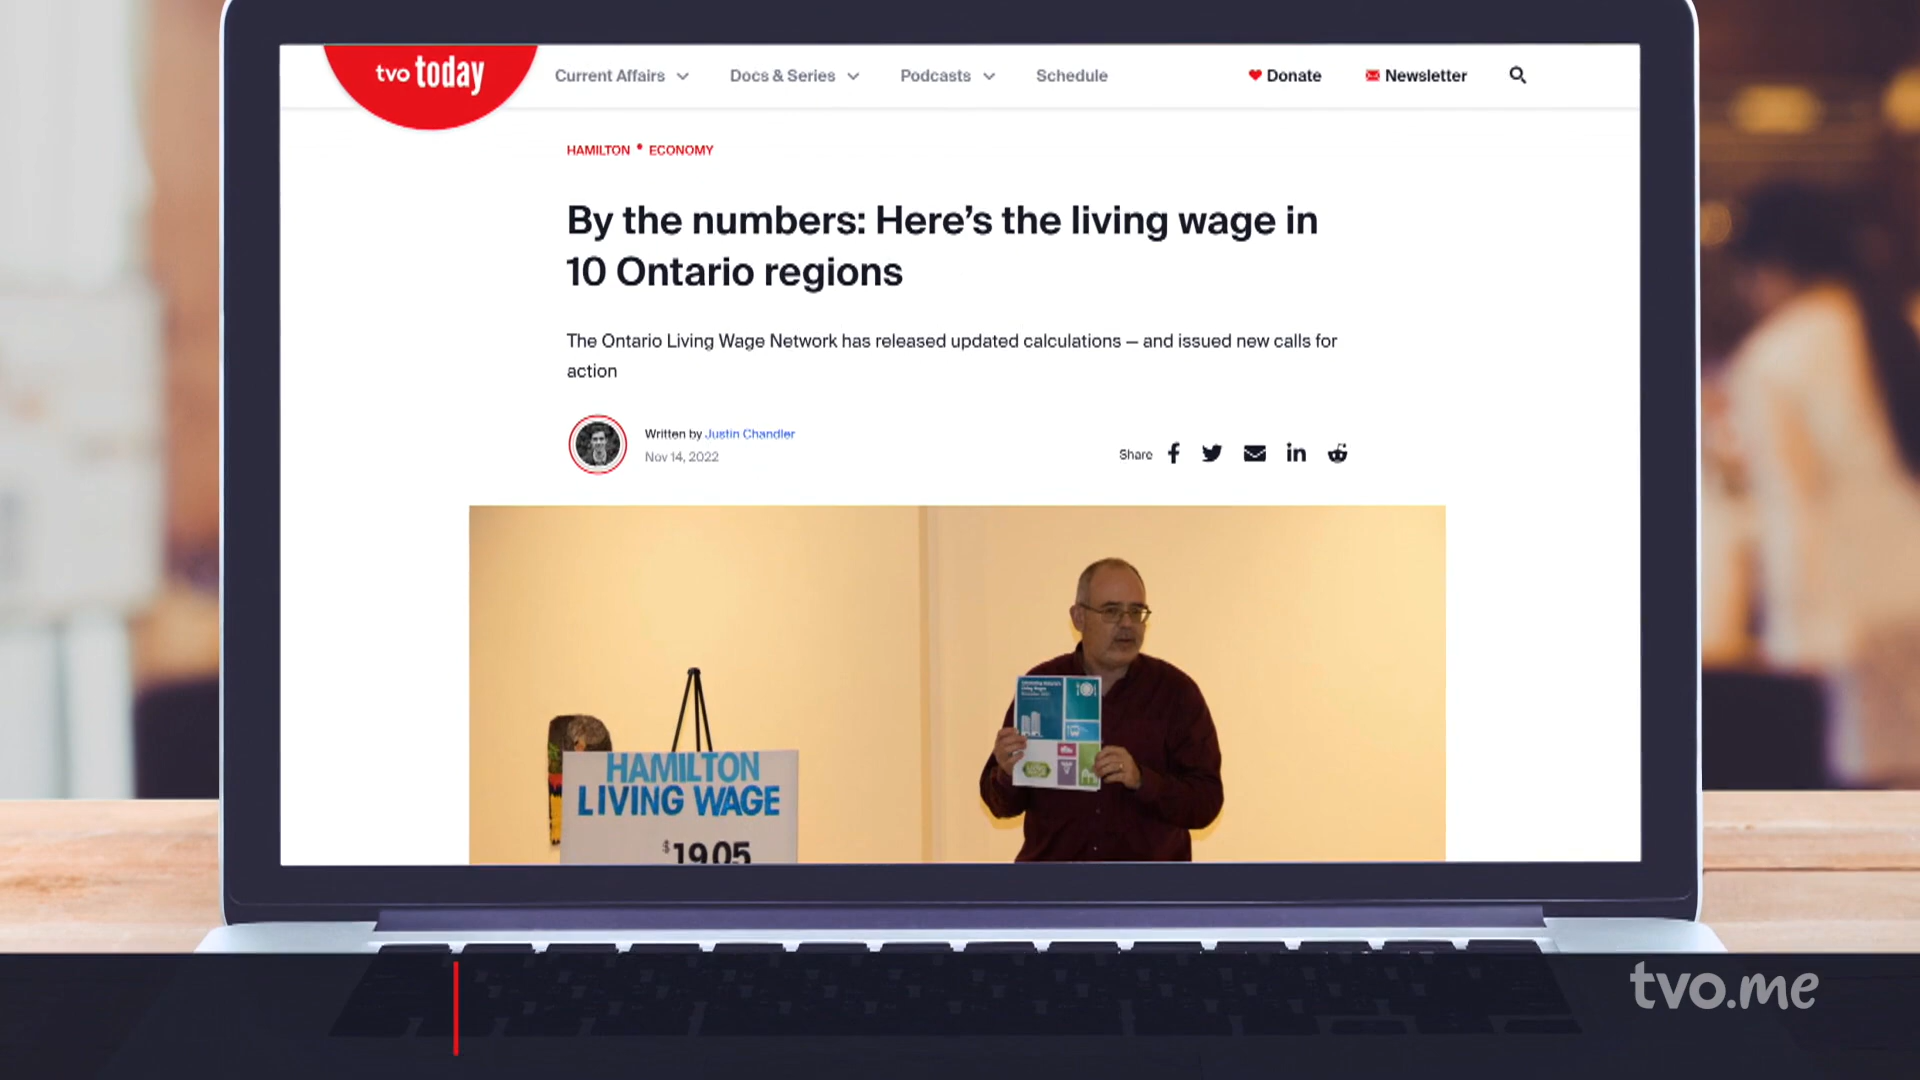 tvo today
Current Affairs
Docs & Series
Podcasts
Schedule
Donate
Newsletter
HAMILTON • ECONOMY
By the numbers: Here's the living wage in
10 Ontario regions
The Ontario Living Wage Network has released updated calculations — and issued new calls for
action
Written by Justin Chandler
Nov 14, 2022
Share
HAMILTON
LIVING WAGE
$19.05
tvo.me